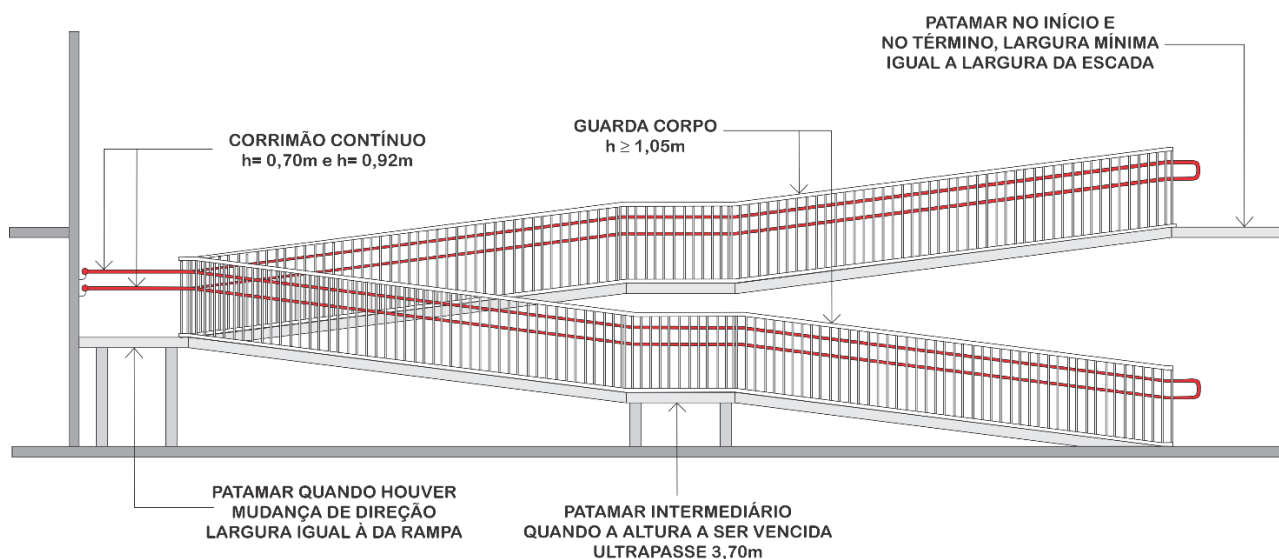 PATAMAR NO INÍCIO E
NO TÉRMINO, LARGURA MÍNIMA
IGUAL A LARGURA DA ESCADA
CORRIMÃO CONTÍNUO
h= 0,70m e h= 0,92m
GUARDA CORPO
h ≥ 1,05m
PATAMAR QUANDO HOUVER
MUDANÇA DE DIREÇÃO
LARGURA IGUAL À DA RAMPA
PATAMAR INTERMEDIÁRIO
QUANDO A ALTURA A SER VENCIDA
ULTRAPASSE 3,70m